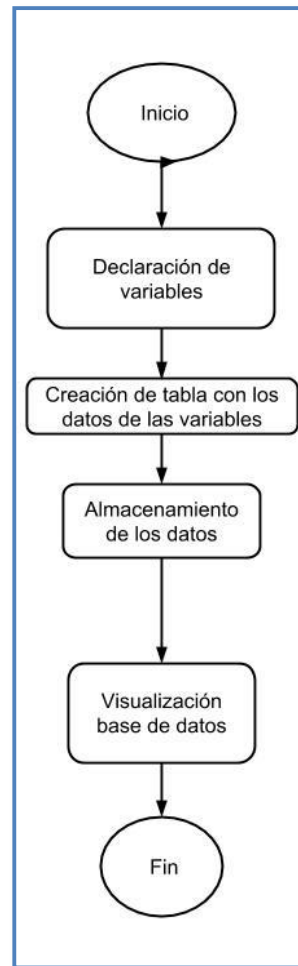 Inicio
Declaración de
variables
Creación de tabla con los
datos de las variables
Almacenamiento
de los datos
Visualización
base de datos
Fin